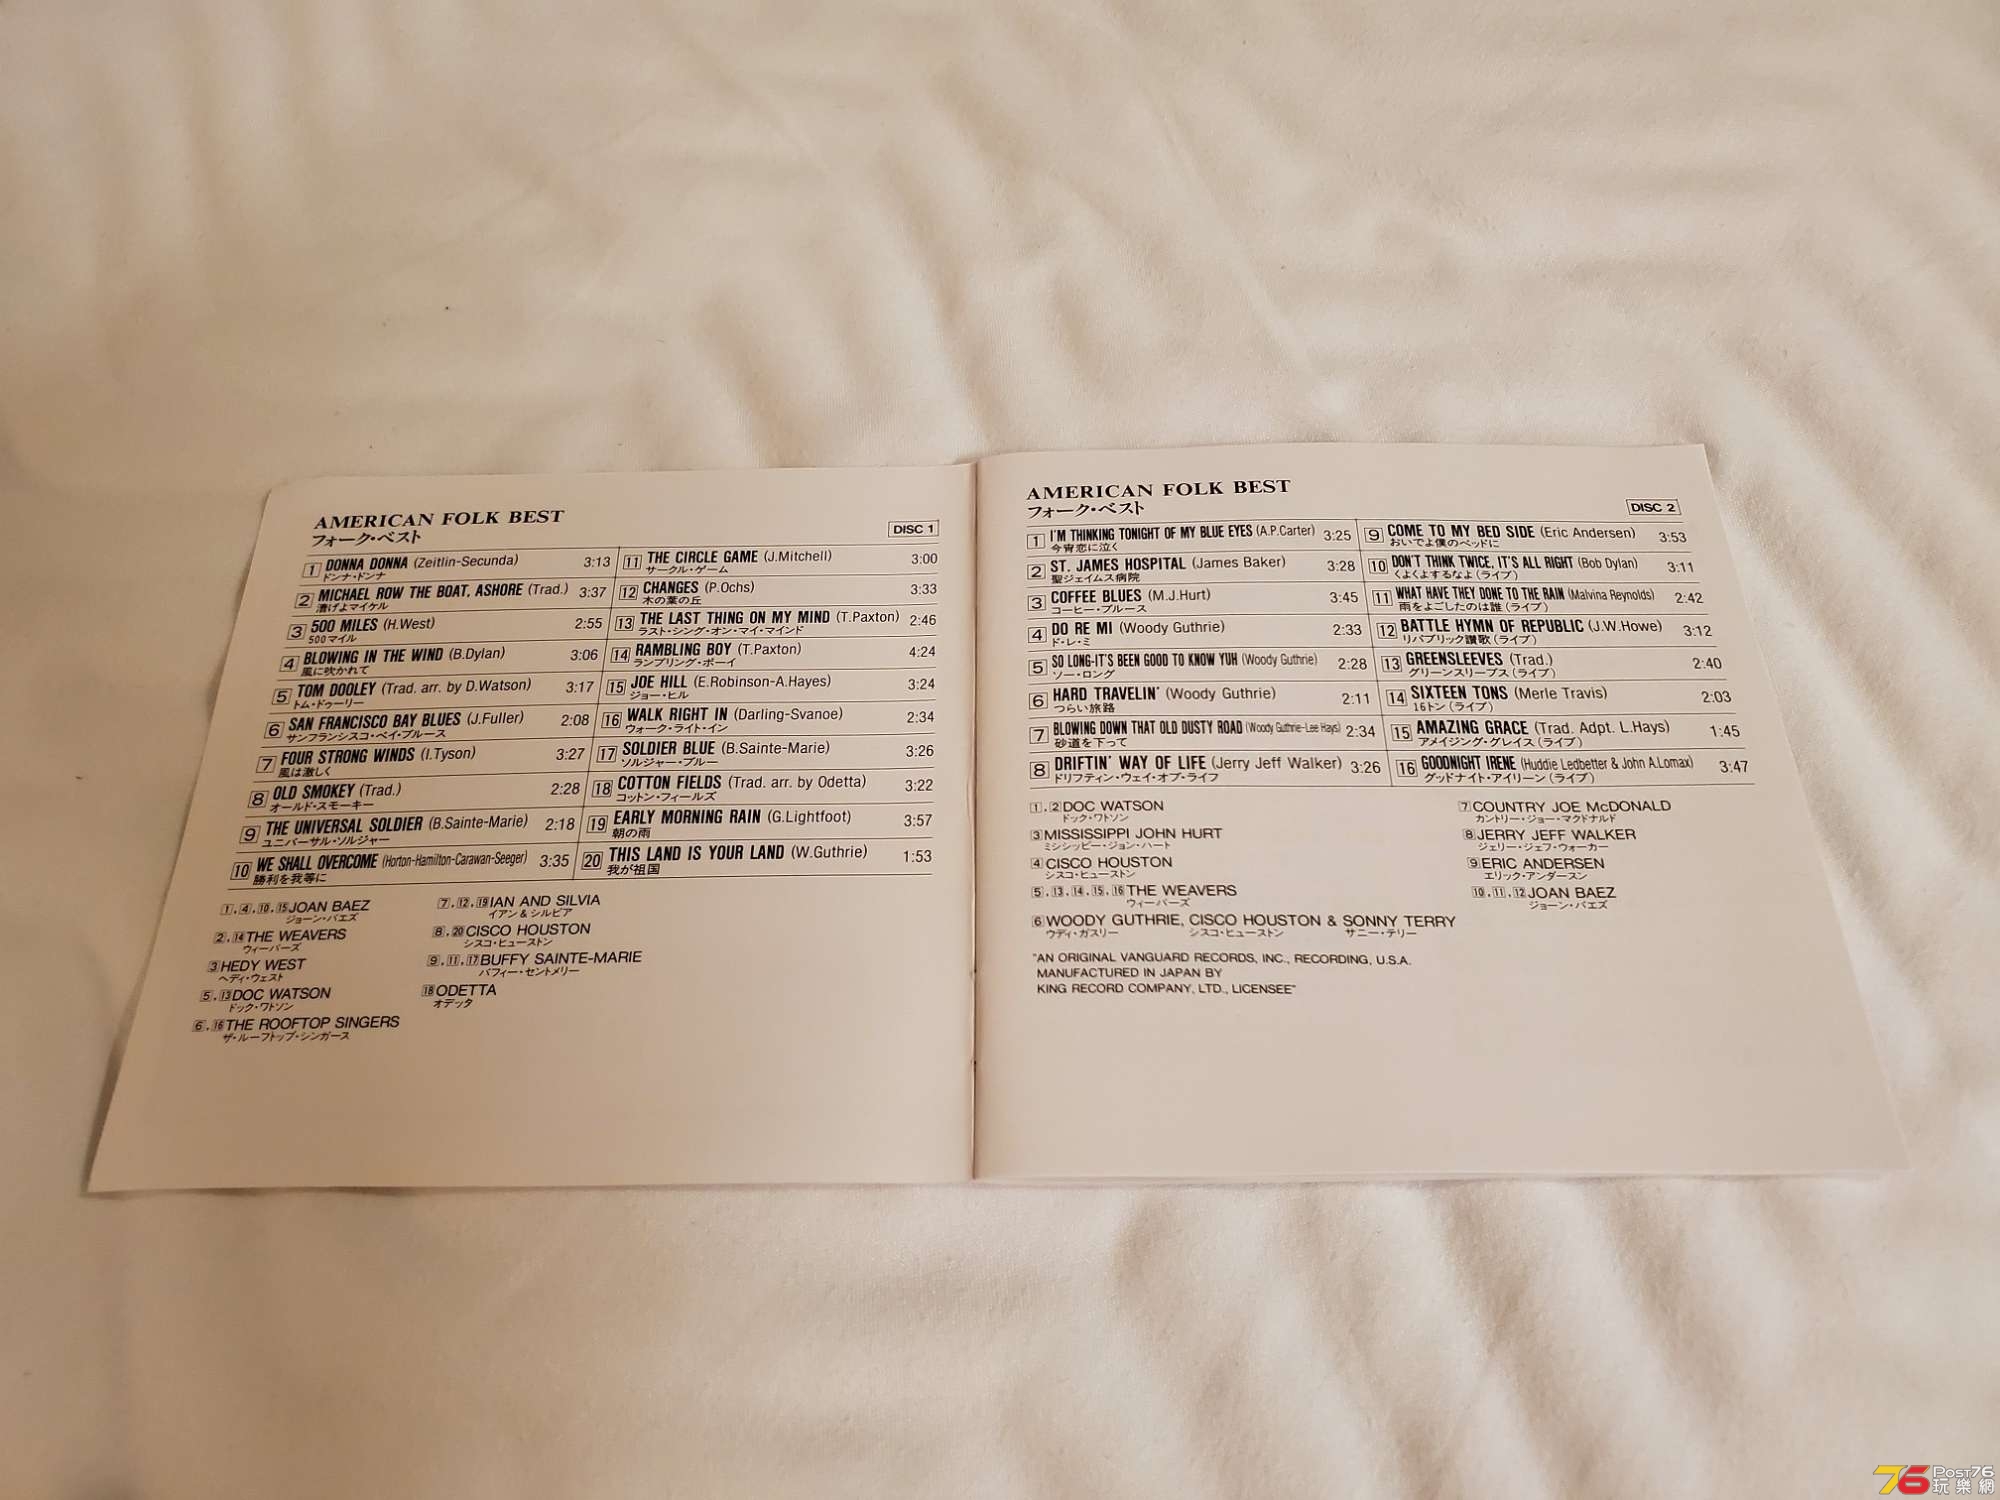 AMERICAN FOLK BEST
フォーク・ベスト
DISC 1
1 DONNA DONNA (Zeitlin-Secunda) 3:13
ドンナ・ドンナ
2 MICHAEL ROW THE BOAT, ASHORE (Trad.) 3:37
漕げよマイケル
3 500 MILES (H.West) 2:55
500マイル
4 BLOWING IN THE WIND (B.Dylan) 3:06
風に吹かれて
5 TOM DOOLEY (Trad. arr. by D.Watson) 3:17
トム・ドゥーリー
6 SAN FRANCISCO BAY BLUES (J.Fuller) 2:08
サンフランシスコ・ベイ・ブルース
7 FOUR STRONG WINDS (I.Tyson) 3:27
風は激しく
8 OLD SMOKEY (Trad.) 2:28
オールド・スモーキー
9 THE UNIVERSAL SOLDIER (B.Sainte-Marie) 2:18
ユニバーサル・ソルジャー
10 WE SHALL OVERCOME (Horton-Hamilton-Carawan-Seeger) 3:35
勝利を我等に
11 THE CIRCLE GAME (J.Mitchell) 3:00
サークル・ゲーム
12 CHANGES (P.Ochs) 3:33
木の葉の丘
13 THE LAST THING ON MY MIND (T.Paxton) 2:46
ラスト・シング・オン・マイ・マインド
14 RAMBLING BOY (T.Paxton) 4:24
ランブリング・ボーイ
15 JOE HILL (E.Robinson-A.Hayes) 3:24
ジョー・ヒル
16 WALK RIGHT IN (Darling-Svanoe) 2:34
ウォーク・ライト・イン
17 SOLDIER BLUE (B.Sainte-Marie) 3:26
ソルジャー・ブルー
18 COTTON FIELDS (Trad. arr. by Odetta) 3:22
コットン・フィールズ
19 EARLY MORNING RAIN (G.Lightfoot) 3:57
朝の雨
20 THIS LAND IS YOUR LAND (W.Guthrie) 1:53
我が祖国
1.4.10.15 JOAN BAEZ
ジョーン・バエズ
2.14 THE WEAVERS
ウィーバーズ
3 HEDY WEST
ヘディ・ウェスト
5.13 DOC WATSON
ドック・ワトソン
6.16 THE ROOFTOP SINGERS
ザ・ルーフトップ・シンガース
7.12.19 IAN AND SILVIA
イアン&シルビア
8.20 CISCO HOUSTON
シスコ・ヒューストン
9.11.17 BUFFY SAINTE-MARIE
バフィー・セントメリー
18 ODETTA
オデッタ
AMERICAN FOLK BEST
フォーク・ベスト
DISC 2
1 I'M THINKING TONIGHT OF MY BLUE EYES (A.P.Carter) 3:25
今宵恋に泣く
2 ST. JAMES HOSPITAL (James Baker) 3:28
聖ジェイムス病院
3 COFFEE BLUES (M.J.Hurt) 3:45
コーヒー・ブルース
4 DO RE MI (Woody Guthrie) 2:33
ド・レ・ミ
5 SO LONG-IT'S BEEN GOOD TO KNOW YUH (Woody Guthrie) 2:28
ソー・ロング
6 HARD TRAVELIN' (Woody Guthrie) 2:11
つらい旅路
7 BLOWING DOWN THAT OLD DUSTY ROAD (Woody Guthrie-Lee Hays) 2:34
砂道を下って
8 DRIFTIN' WAY OF LIFE (Jerry Jeff Walker) 3:26
ドリフティン・ウェイ・オブ・ライフ
9 COME TO MY BED SIDE (Eric Andersen) 3:53
おいでよ僕のベッドに
10 DON'T THINK TWICE, IT'S ALL RIGHT (Bob Dylan) 3:11
くよくよするなよ(ライブ)
11 WHAT HAVE THEY DONE TO THE RAIN (Malvina Reynolds) 2:42
雨をよごしたのは誰(ライブ)
12 BATTLE HYMN OF REPUBLIC (J.W.Howe) 3:12
リパブリック讃歌(ライブ)
13 GREENSLEEVES (Trad.) 2:40
グリーンスリーブス(ライブ)
14 SIXTEEN TONS (Merle Travis) 2:03
16トン(ライブ)
15 AMAZING GRACE (Trad. Adpt. L.Hays) 1:45
アメイジング・グレイス(ライブ)
16 GOODNIGHT IRENE (Huddie Ledbetter & John A.Lomax) 3:47
グッドナイト・アイリーン(ライブ)
1.2 DOC WATSON
ドック・ワトソン
3 MISSISSIPPI JOHN HURT
ミシシッピー・ジョン・ハート
4 CISCO HOUSTON
シスコ・ヒューストン
5.13.14.15.16 THE WEAVERS
ウィーバーズ
6 WOODY GUTHRIE, CISCO HOUSTON & SONNY TERRY
ウディ・ガスリー シスコ・ヒューストン サニー・テリー
7 COUNTRY JOE McDONALD
カントリー・ジョー・マクドナルド
8 JERRY JEFF WALKER
ジェリー・ジェフ・ウォーカー
9 ERIC ANDERSEN
エリック・アンダースン
10.11.12 JOAN BAEZ
ジョーン・バエズ
"AN ORIGINAL VANGUARD RECORDS, INC., RECORDING, U.S.A.
MANUFACTURED IN JAPAN BY
KING RECORD COMPANY, LTD., LICENSEE"
76 POST76
玩樂網